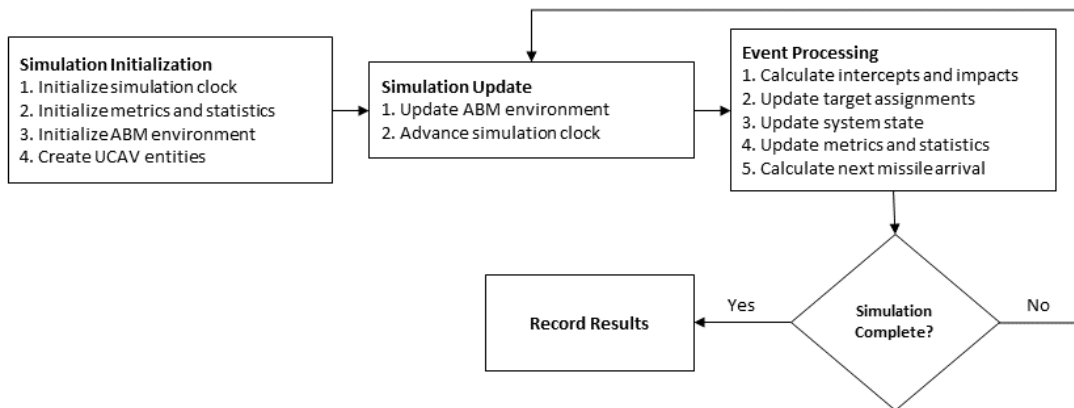 Simulation Initialization
1. Initialize simulation clock
2. Initialize metrics and statistics
3. Initialize ABM environment
4. Create UCAV entities
Simulation Update
1. Update ABM environment
2. Advance simulation clock
Event Processing
1. Calculate intercepts and impacts
2. Update target assignments
3. Update system state
4. Update metrics and statistics
5. Calculate next missile arrival
Simulation
Complete?
Yes
No
Record Results